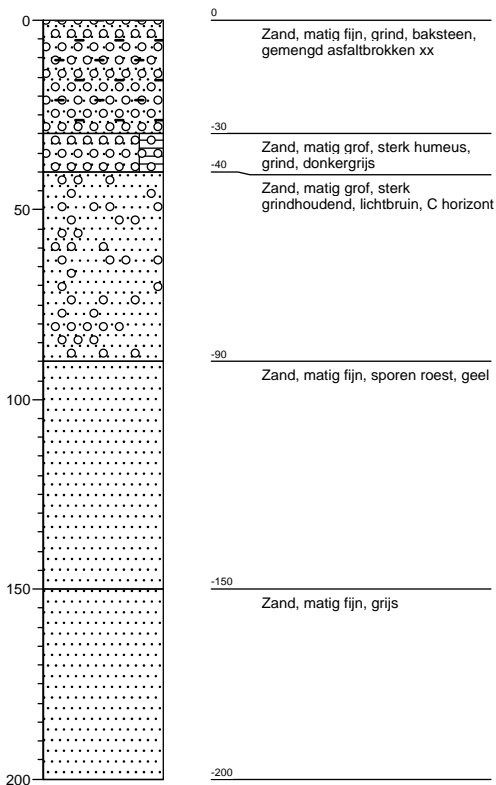 0
0
Zand, matig fijn, grind, baksteen,
gemengd asfaltbrokken xx
-30
Zand, matig grof, sterk humeus,
grind, donkergrijs
-40
Zand, matig grof, sterk
grindhoudend, lichtbruin, C horizont
50
-90
Zand, matig fijn, sporen roest, geel
100
150
-150
Zand, matig fijn, grijs
200
-200